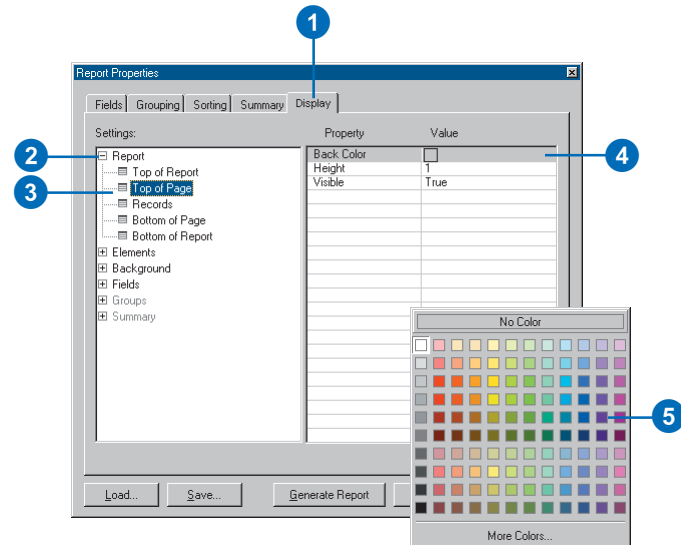 1
Report Properties
Fields Grouping Sorting Summary Display
Settings:
Property Value
2
Report
Top of Report
3
Top of Page
Records
Bottom of Page
Bottom of Report
Elements
Background
Fields
Groups
Summary
Back Color
4
Height 1
Visible True
No Color
5
More Colors...
Load... Save... Generate Report